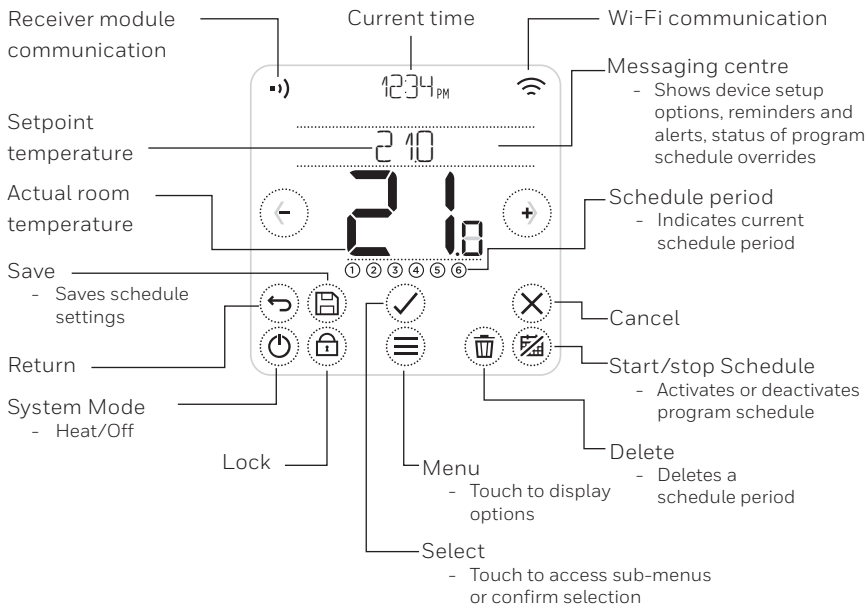 Receiver module
communication
Current time
Wi-Fi communication
12:34 PM
Messaging centre
- Shows device setup
options, reminders and
alerts, status of program
schedule overrides
Setpoint
temperature
21.0
Actual room
temperature
21.8
Schedule period
- Indicates current
schedule period
1 2 3 4 5 6
Save
- Saves schedule
settings
Return
System Mode
- Heat/Off
Lock
Cancel
Start/stop Schedule
- Activates or deactivates
program schedule
Delete
- Deletes a
schedule period
Menu
- Touch to display
options
Select
- Touch to access sub-menus
or confirm selection